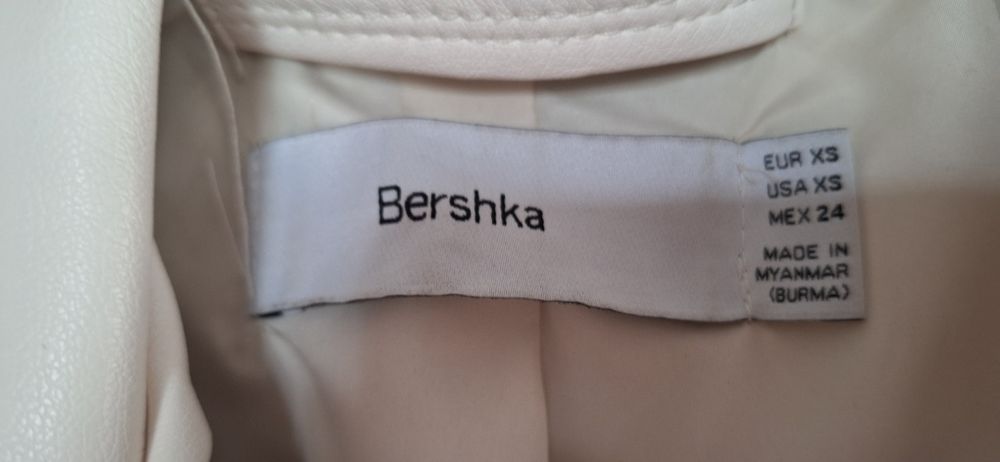 Bershka
EUR XS
USA XS
MEX 24
MADE IN
MYANMAR
(BURMA)